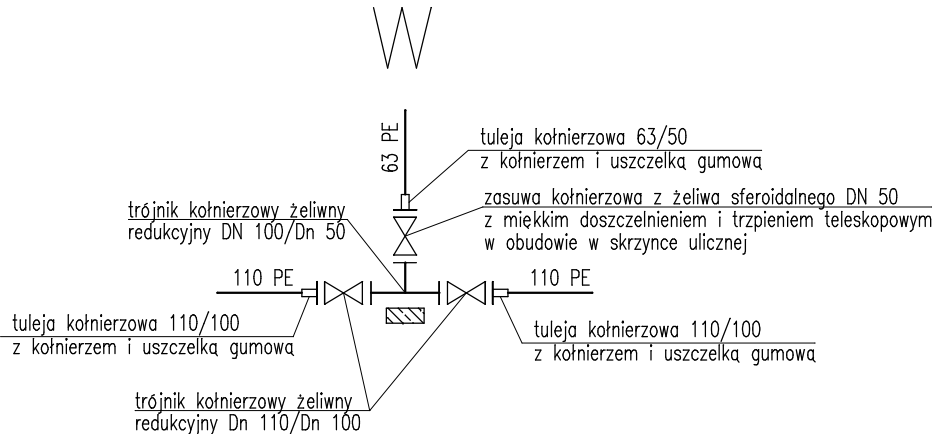 W
63 PE
tuleja kołnierzowa 63/50
z kołnierzem i uszczelką gumową
zasuwa kołnierzowa z żeliwa sferoidalnego DN 50
z miękkim doszczelnieniem i trzpieniem teleskopowym
w obudowie w skrzynce ulicznej
trójnik kołnierzowy żeliwny
redukcyjny DN 100/Dn 50
110 PE
110 PE
tuleja kołnierzowa 110/100
z kołnierzem i uszczelką gumową
tuleja kołnierzowa 110/100
z kołnierzem i uszczelką gumową
trójnik kołnierzowy żeliwny
redukcyjny Dn 110/Dn 100